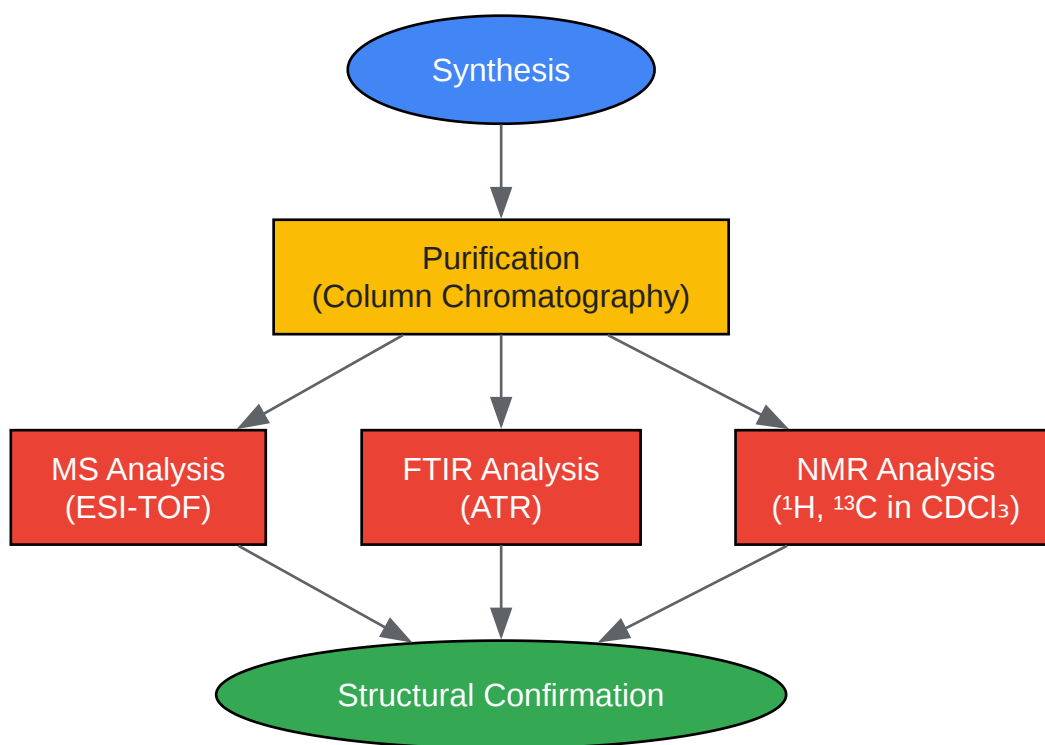 Synthesis
Purification
(Column Chromatography)
MS Analysis
(ESI-TOF)
FTIR Analysis
(ATR)
NMR Analysis
(¹H, ¹³C in CDCl₃)
Structural Confirmation